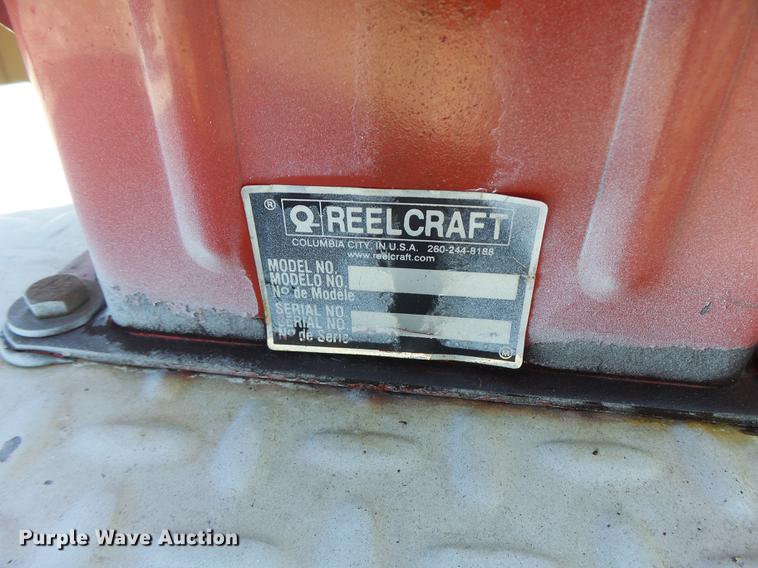 ® REELCRAFT
COLUMBIA CITY, IN U.S.A. 260-244-8188
www.reelcraft.com
MODEL NO.
MODELO NO.
Nº de Modèle
SERIAL NO
SERIAL NO
Nº de Serie
Purple Wave Auction